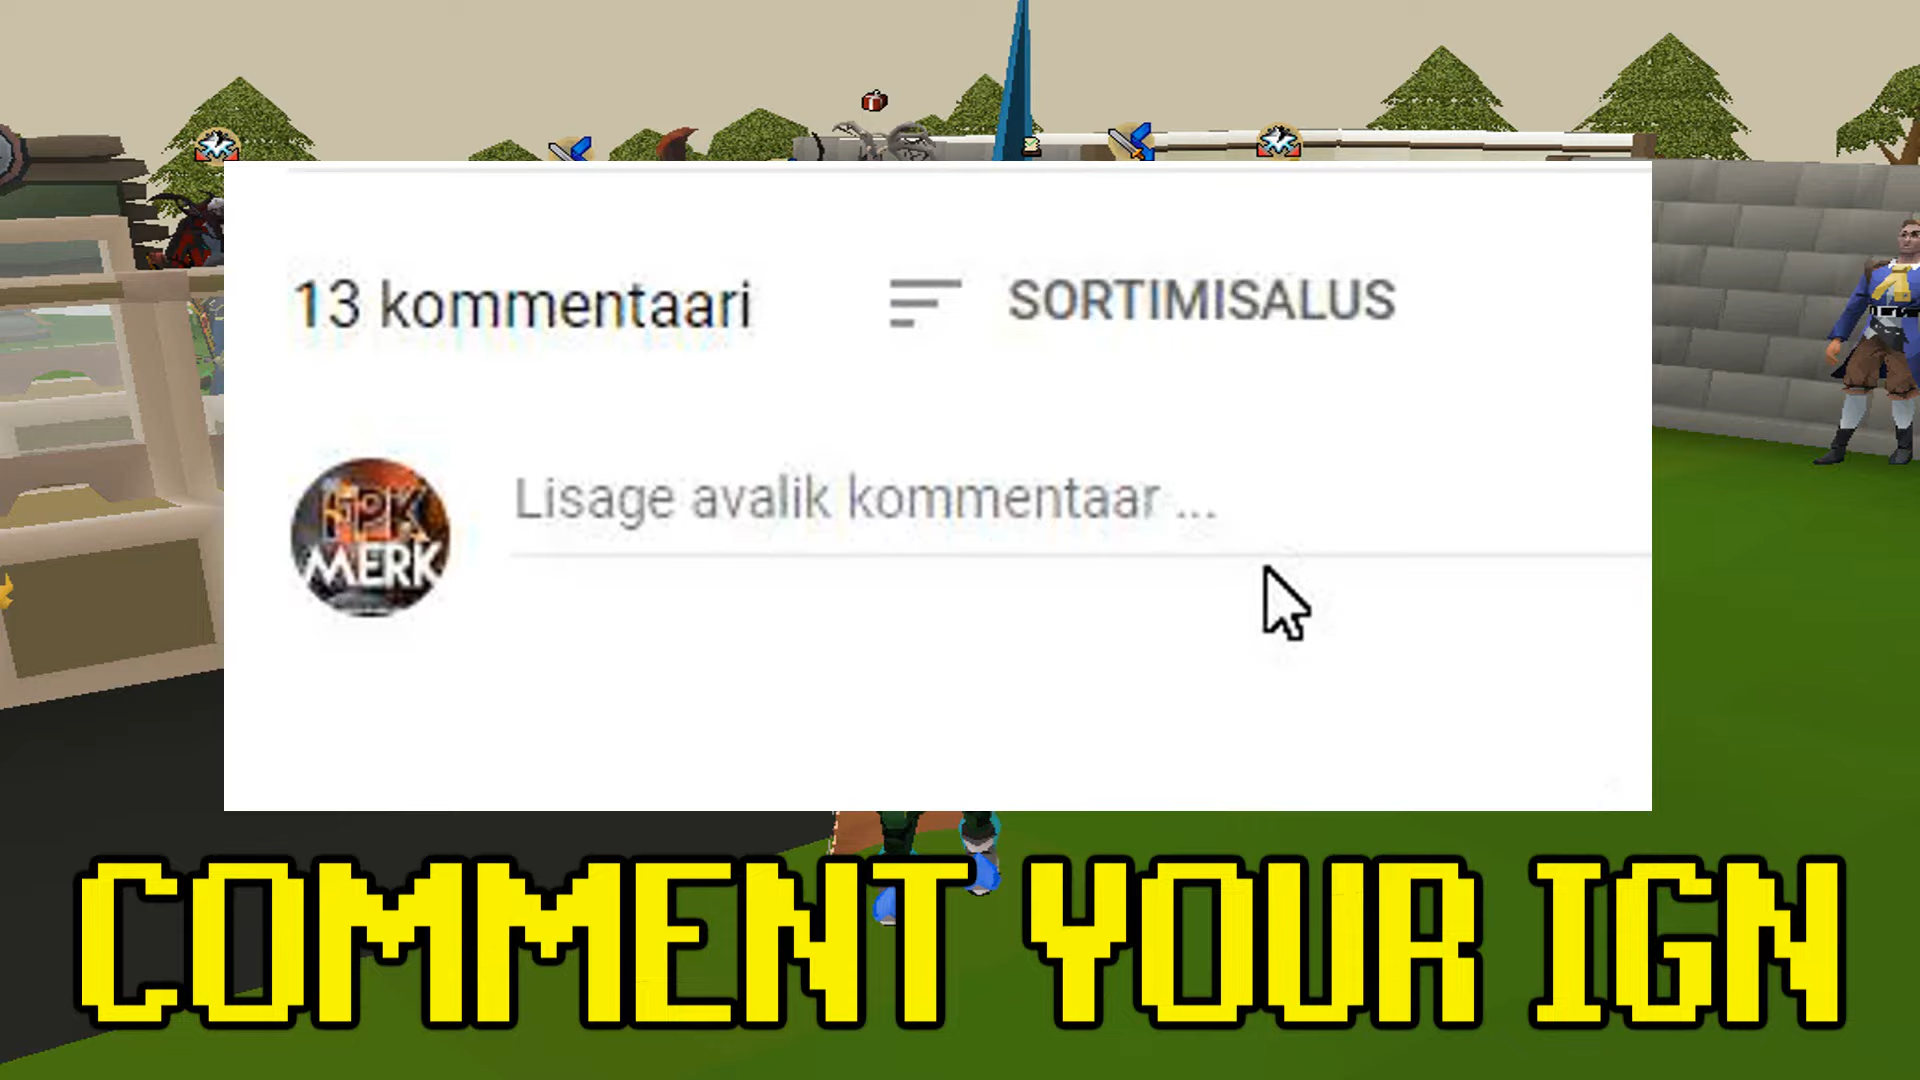 13 kommentaari
SORTIMISALUS
Lisage avalik kommentaar ...
MERK
COMMENT YOUR IGN